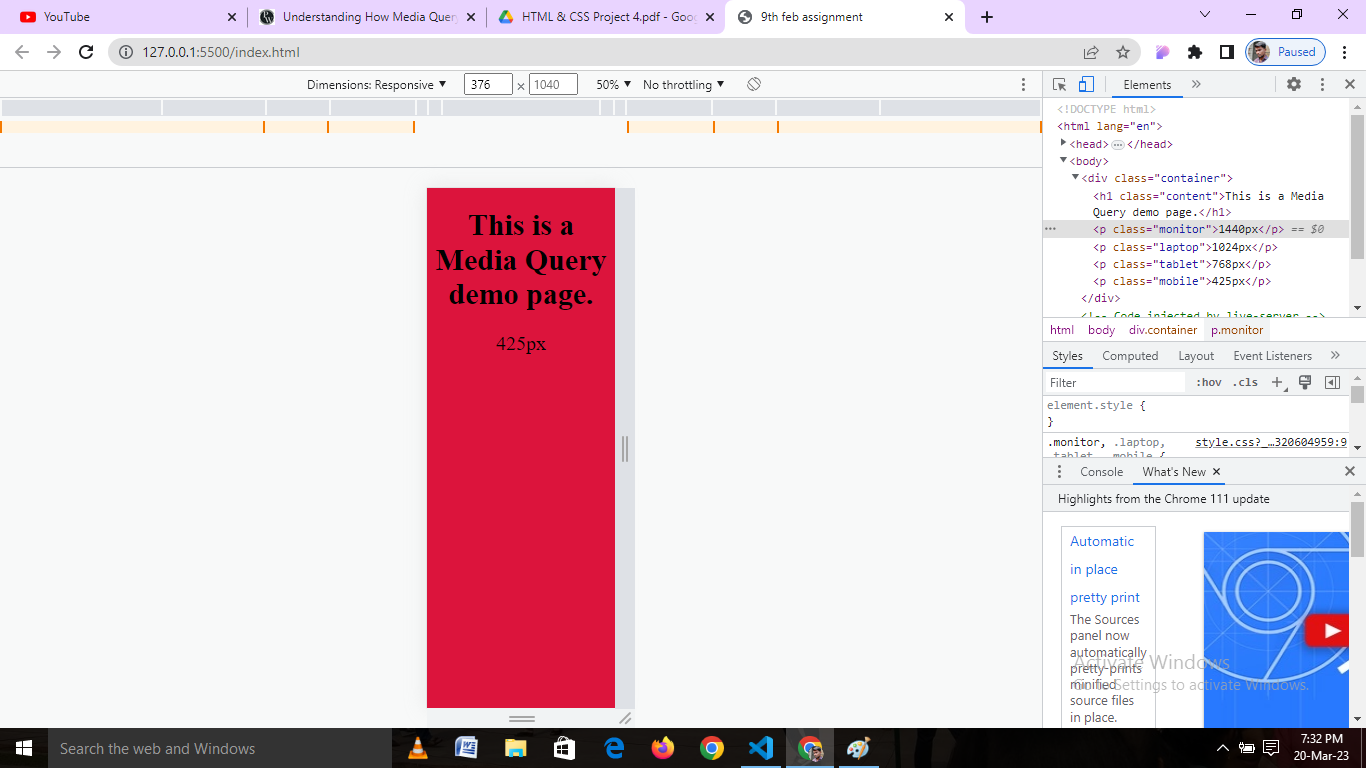 YouTube
Understanding How Media Quer
HTML & CSS Project 4.pdf - Goo
9th feb assignment
127.0.0.1:5500/index.html
Paused
Dimensions: Responsive
376 × 1040
50%
No throttling
Elements
<!DOCTYPE html>
<html lang="en">
<head>…</head>
<body>
<div class="container">
<h1 class="content">This is a Media
Query demo page.</h1>
<p class="monitor">1440px</p> == $0
<p class="laptop">1024px</p>
<p class="tablet">768px</p>
<p class="mobile">425px</p>
</div>
<!-- Code injected by live-server -->
html body div.container p.monitor
Styles Computed Layout Event Listeners
Filter
:hov .cls
element.style {
}
.monitor, .laptop, style.css?_…320604959:9
.tablet, .mobile {
Console What's New
Highlights from the Chrome 111 update
Automatic
in place
pretty print
The Sources
panel now
automatically
pretty-prints
minified
source files
in place.
Activate Windows
Go to Settings to activate Windows.
This is a
Media Query
demo page.
425px
Search the web and Windows
7:32 PM
20-Mar-23